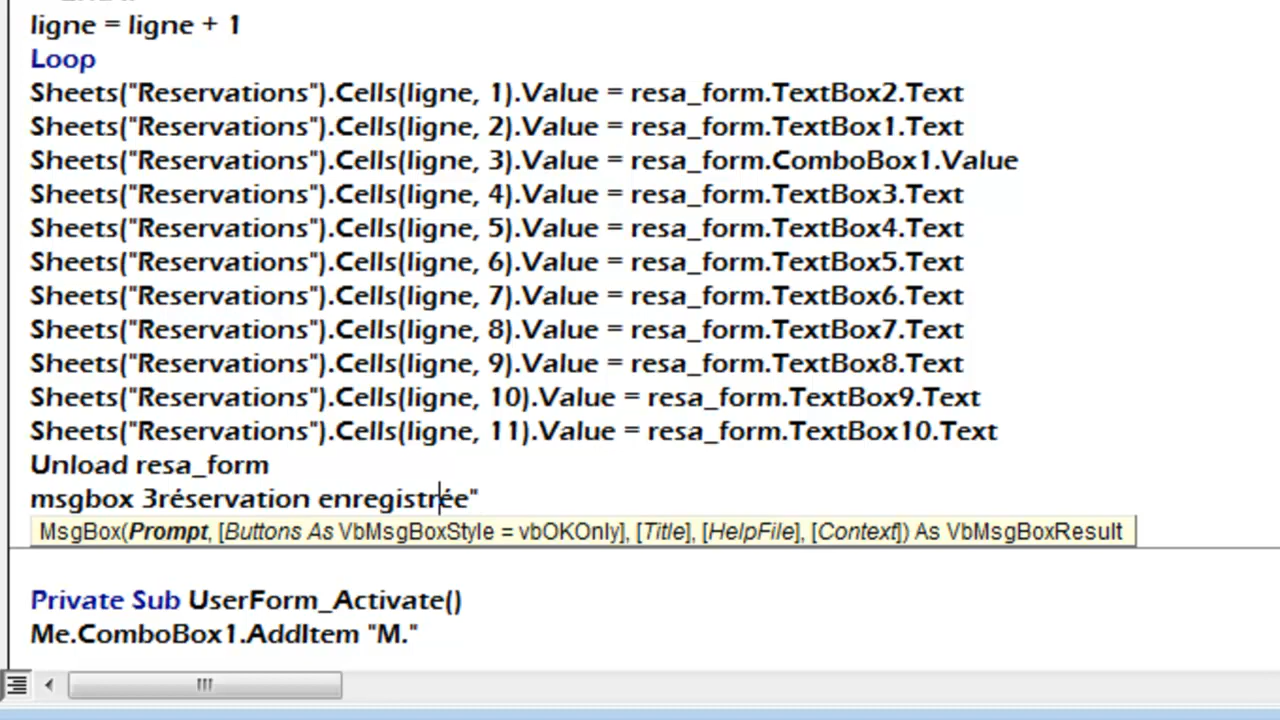 ligne = ligne + 1
Loop
Sheets("Reservations").Cells(ligne, 1).Value = resa_form.TextBox2.Text
Sheets("Reservations").Cells(ligne, 2).Value = resa_form.TextBox1.Text
Sheets("Reservations").Cells(ligne, 3).Value = resa_form.ComboBox1.Value
Sheets("Reservations").Cells(ligne, 4).Value = resa_form.TextBox3.Text
Sheets("Reservations").Cells(ligne, 5).Value = resa_form.TextBox4.Text
Sheets("Reservations").Cells(ligne, 6).Value = resa_form.TextBox5.Text
Sheets("Reservations").Cells(ligne, 7).Value = resa_form.TextBox6.Text
Sheets("Reservations").Cells(ligne, 8).Value = resa_form.TextBox7.Text
Sheets("Reservations").Cells(ligne, 9).Value = resa_form.TextBox8.Text
Sheets("Reservations").Cells(ligne, 10).Value = resa_form.TextBox9.Text
Sheets("Reservations").Cells(ligne, 11).Value = resa_form.TextBox10.Text
Unload resa_form
msgbox 3réservation enregistrée"
MsgBox(Prompt, [Buttons As VbMsgBoxStyle = vbOKOnly], [Title], [HelpFile], [Context]) As VbMsgBoxResult
Private Sub UserForm_Activate()
Me.ComboBox1.AddItem "M."